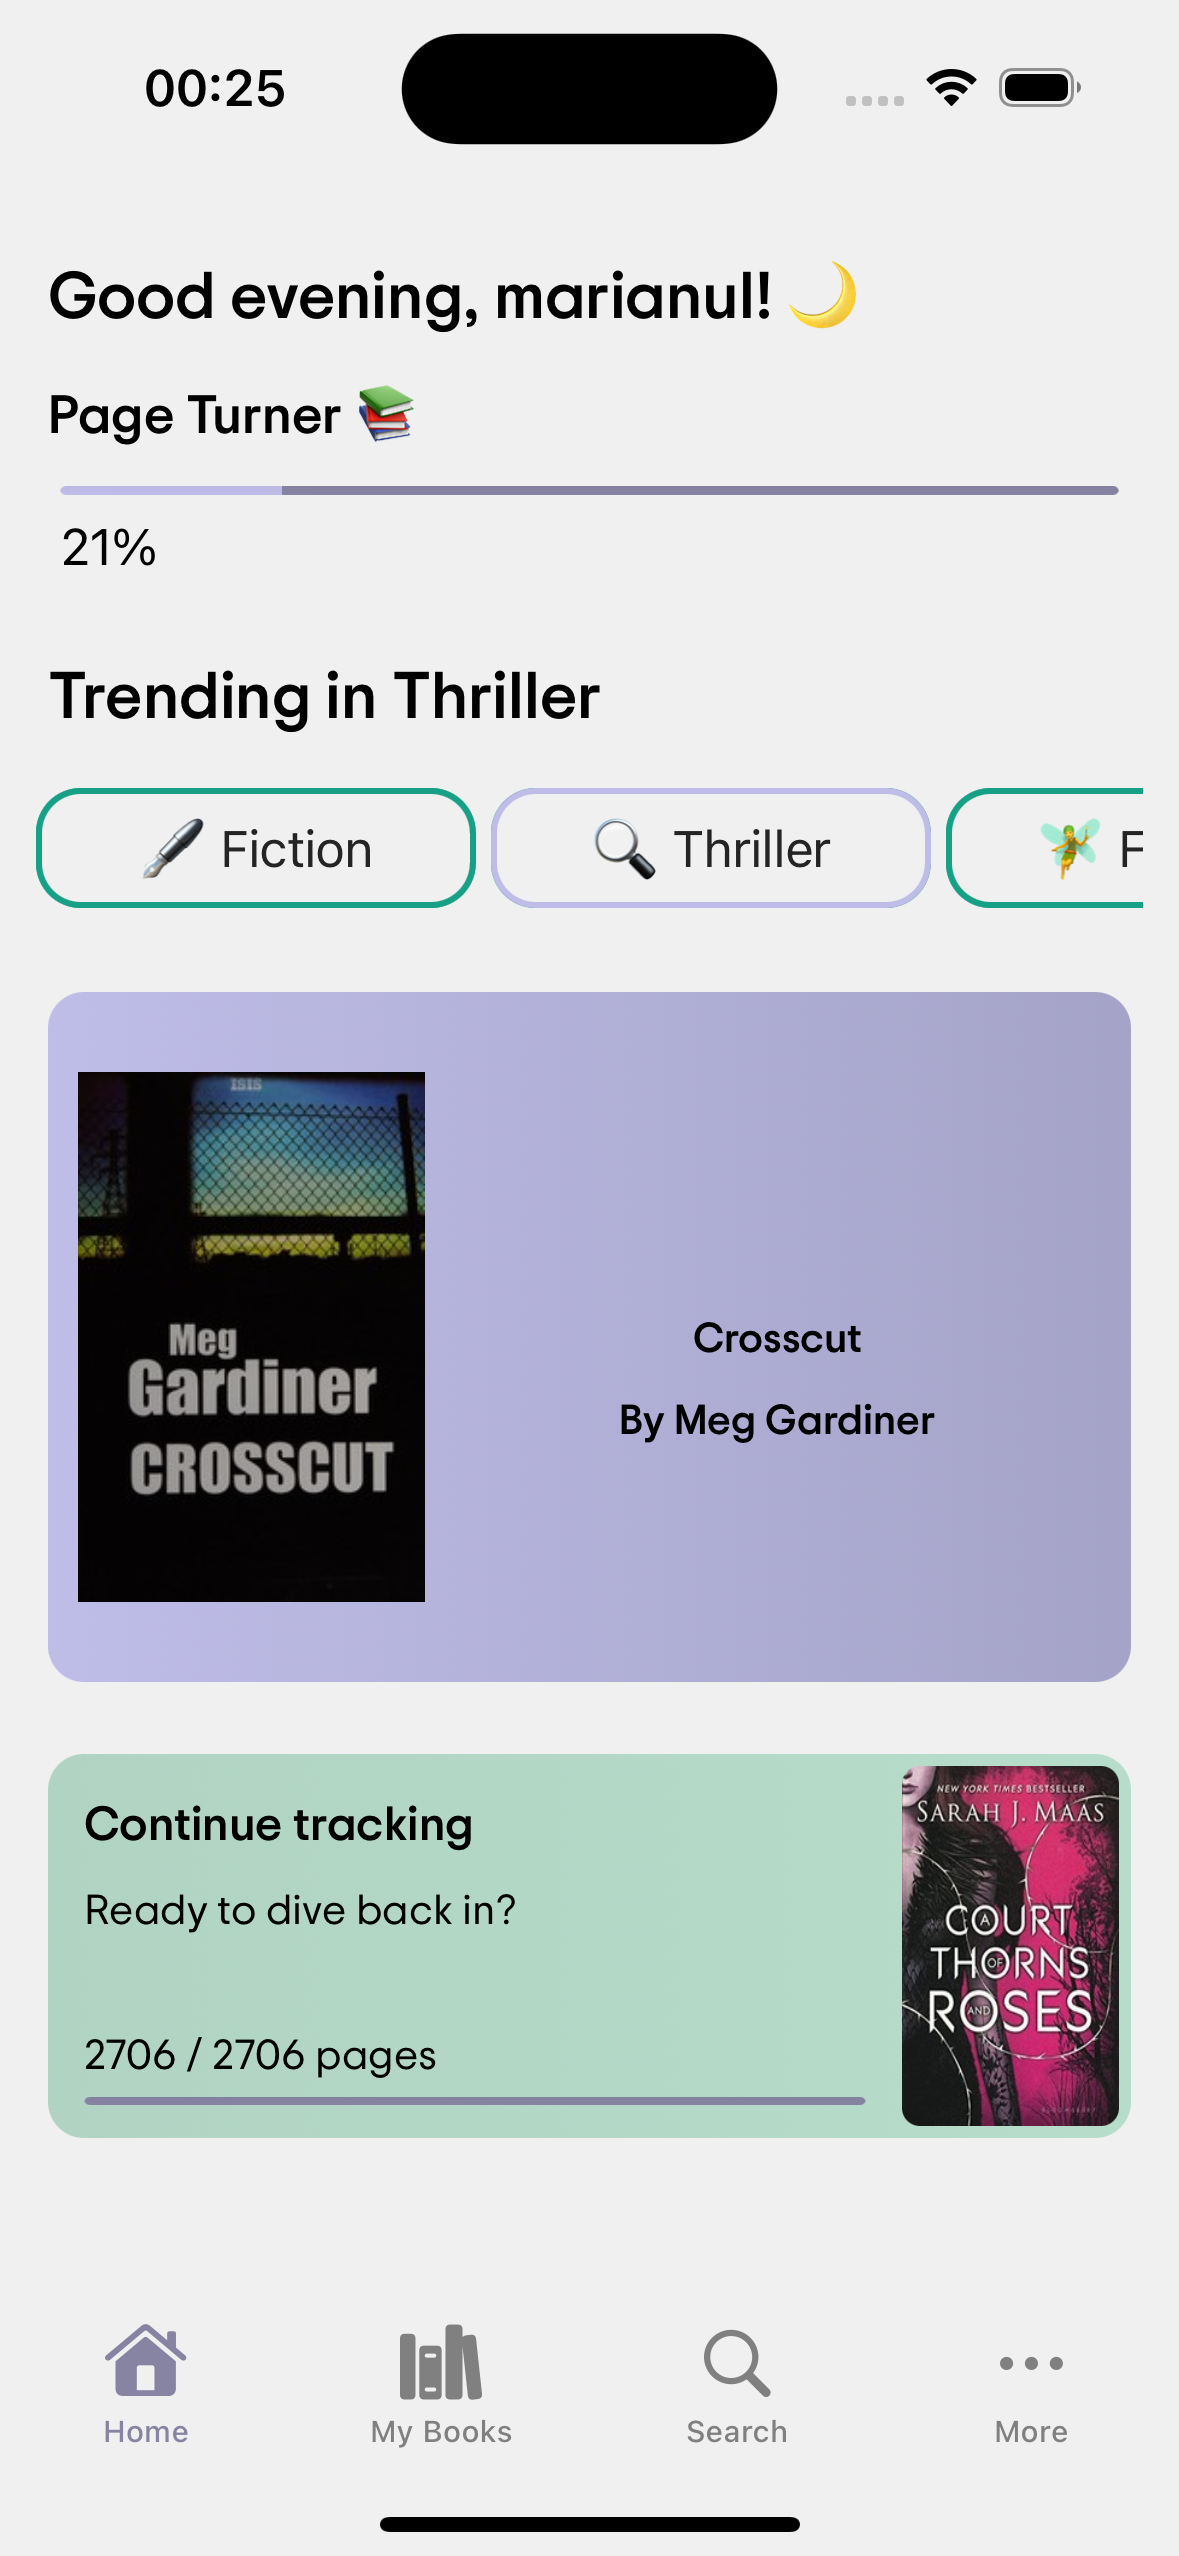 00:25
Good evening, marianul! 🌙
Page Turner 📚
21%
Trending in Thriller
🖋️ Fiction
🔍 Thriller
🧚 F
ISIS
Meg
Gardiner
CROSSCUT
Crosscut
By Meg Gardiner
Continue tracking
Ready to dive back in?
2706 / 2706 pages
NEW YORK TIMES BESTSELLER
SARAH J. MAAS
A COURT
OF THORNS
AND ROSES
Home
My Books
Search
More